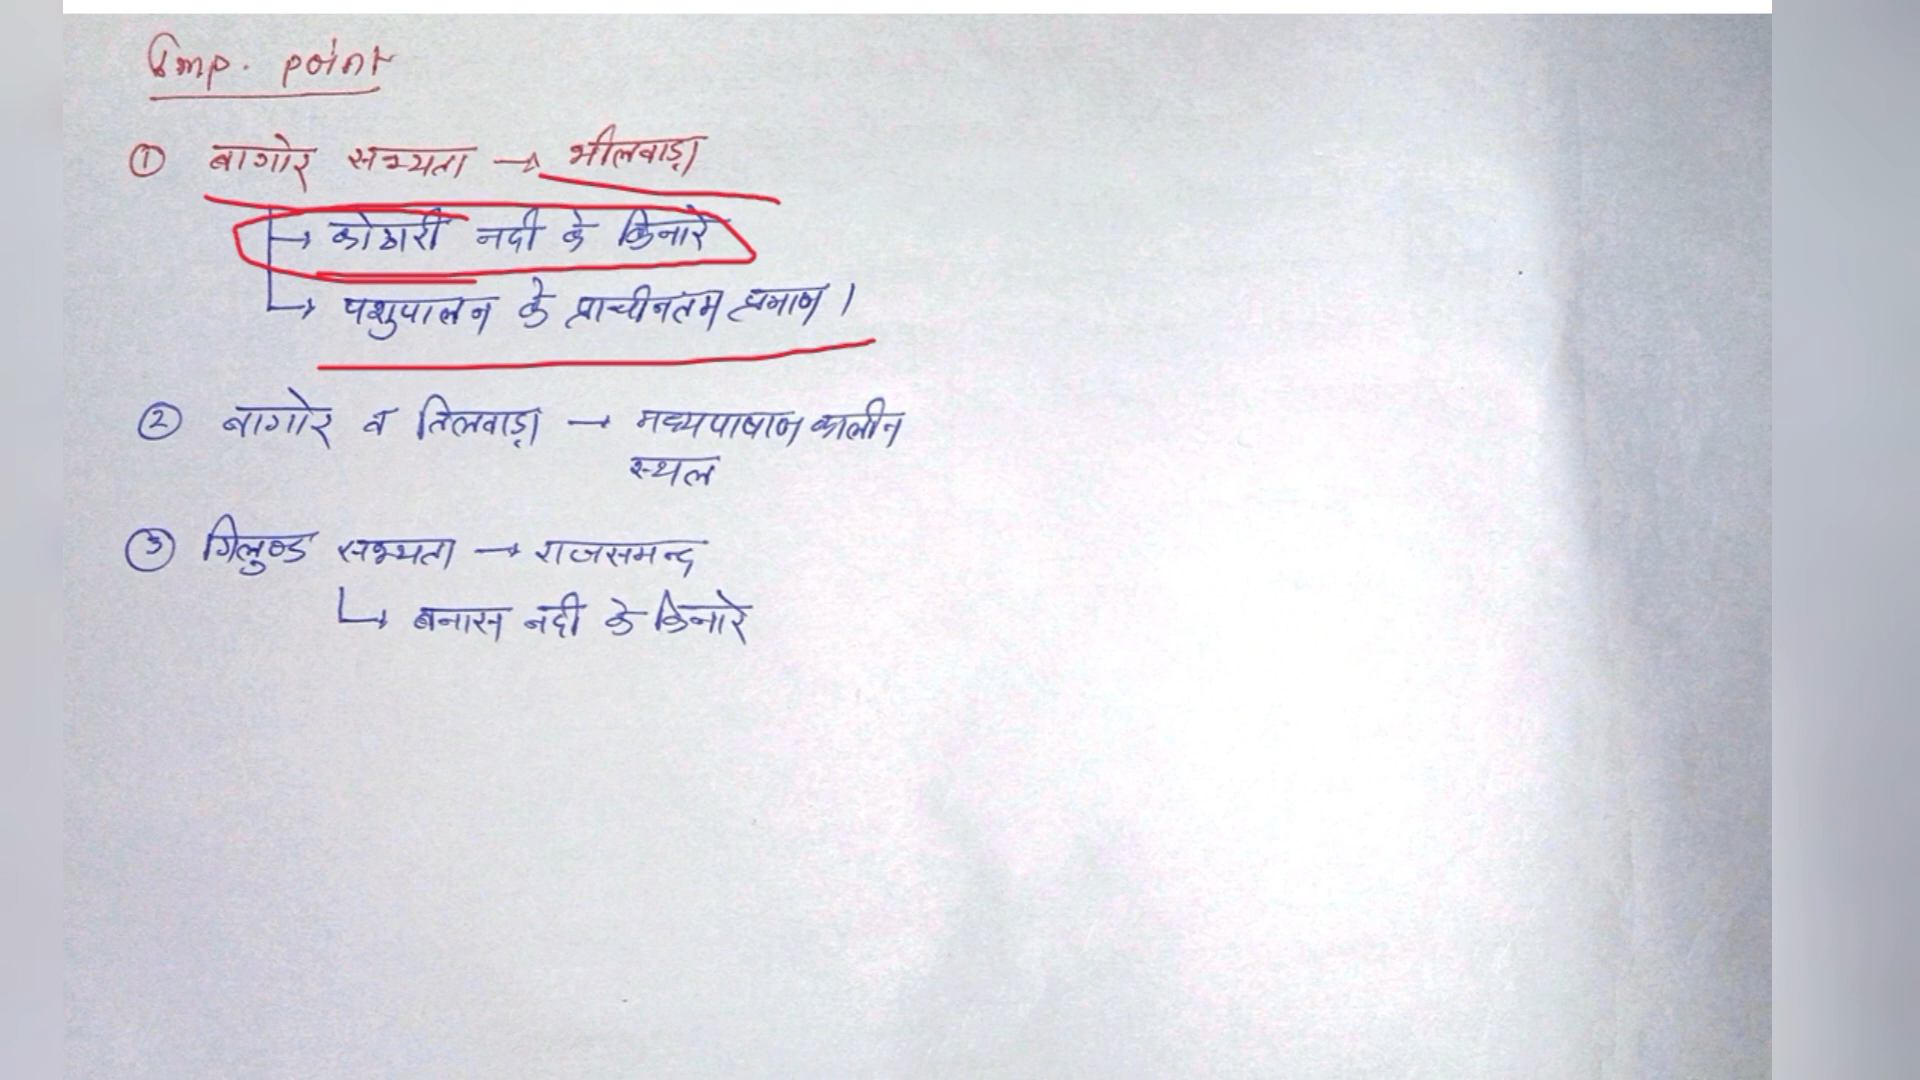 Imp. point
① बागोर सभ्यता → भीलवाड़ा
→ कोठारी नदी के किनारे
→ पशुपालन के प्राचीनतम प्रमाण।
② बागोर व तिलवाड़ा → मध्यपाषाण कालीन
स्थल
③ गिलुण्ड सभ्यता → राजसमन्द
↳ बनास नदी के किनारे